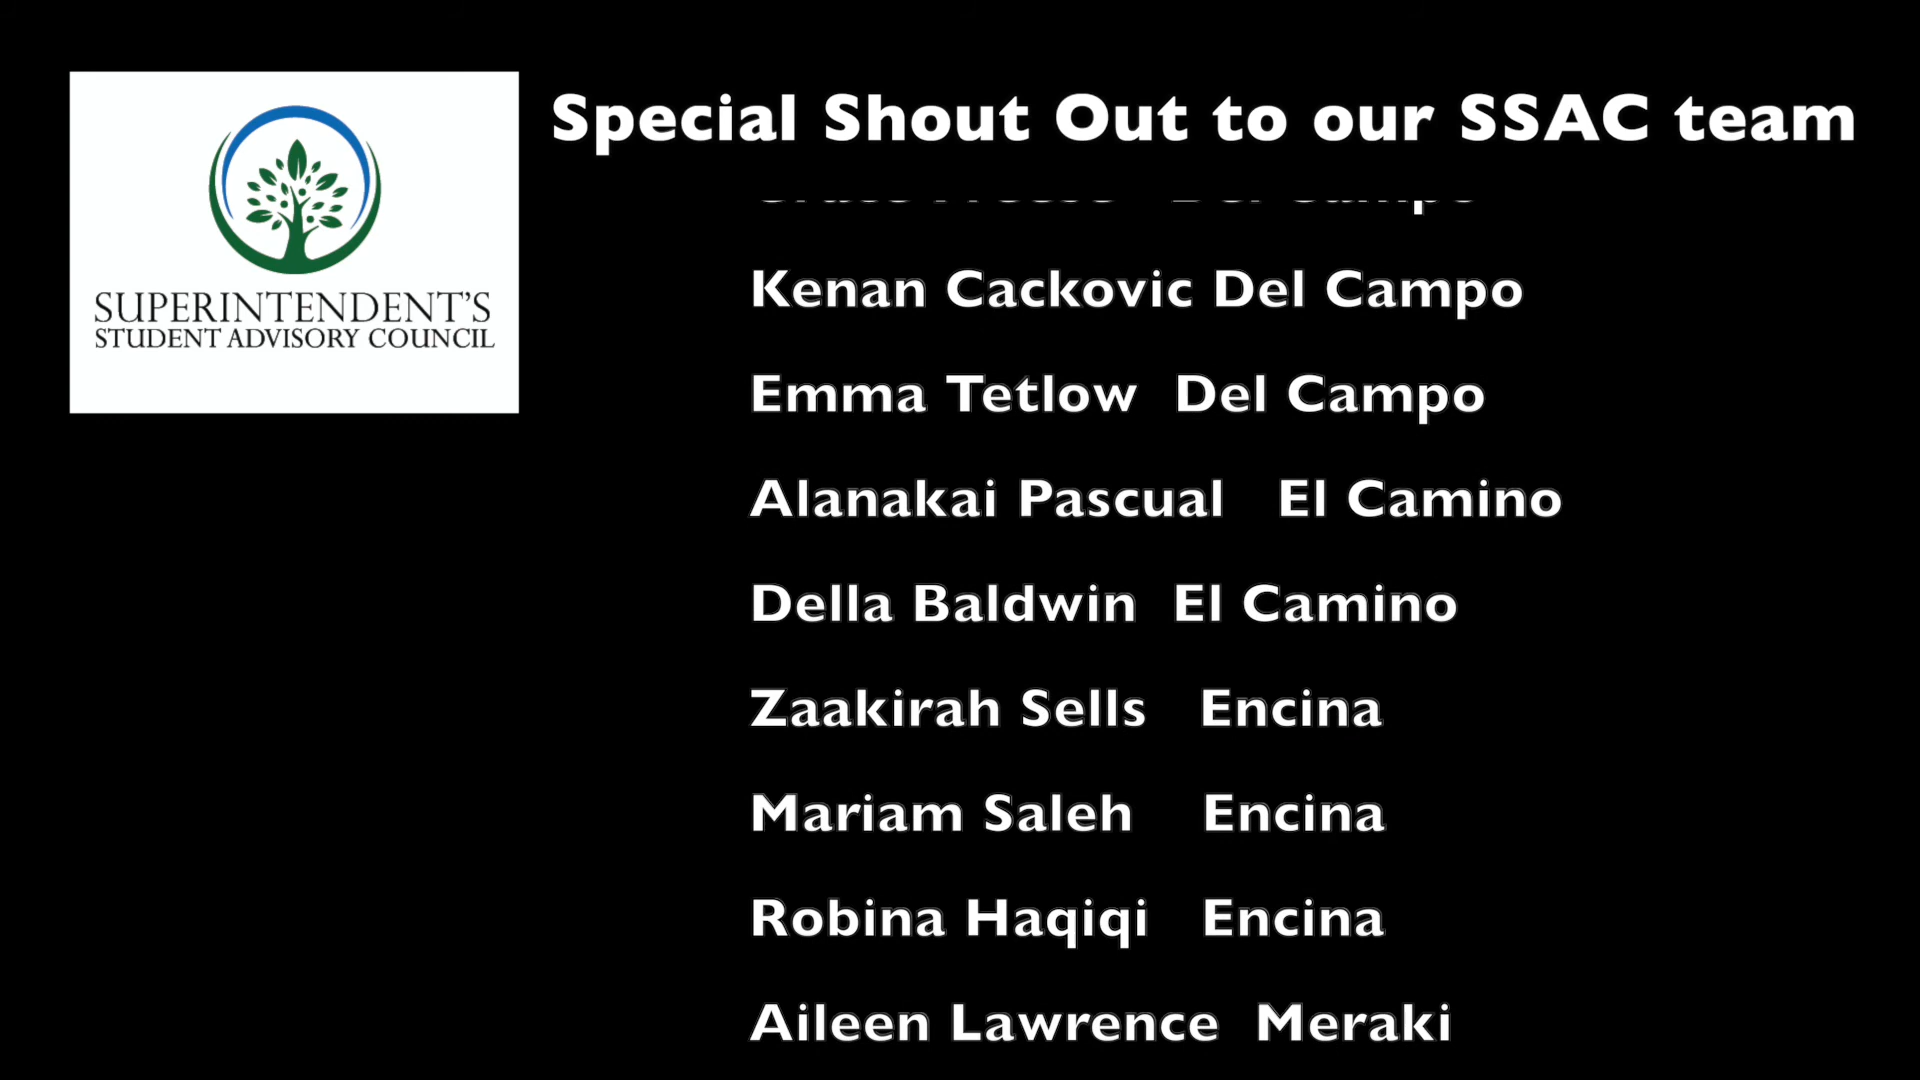 Special Shout Out to our SSAC team
SUPERINTENDENT'S
STUDENT ADVISORY COUNCIL
Del Campo
Kenan Cackovic Del Campo
Emma Tetlow Del Campo
Alanakai Pascual El Camino
Della Baldwin El Camino
Zaakirah Sells Encina
Mariam Saleh Encina
Robina Haqiqi Encina
Aileen Lawrence Meraki